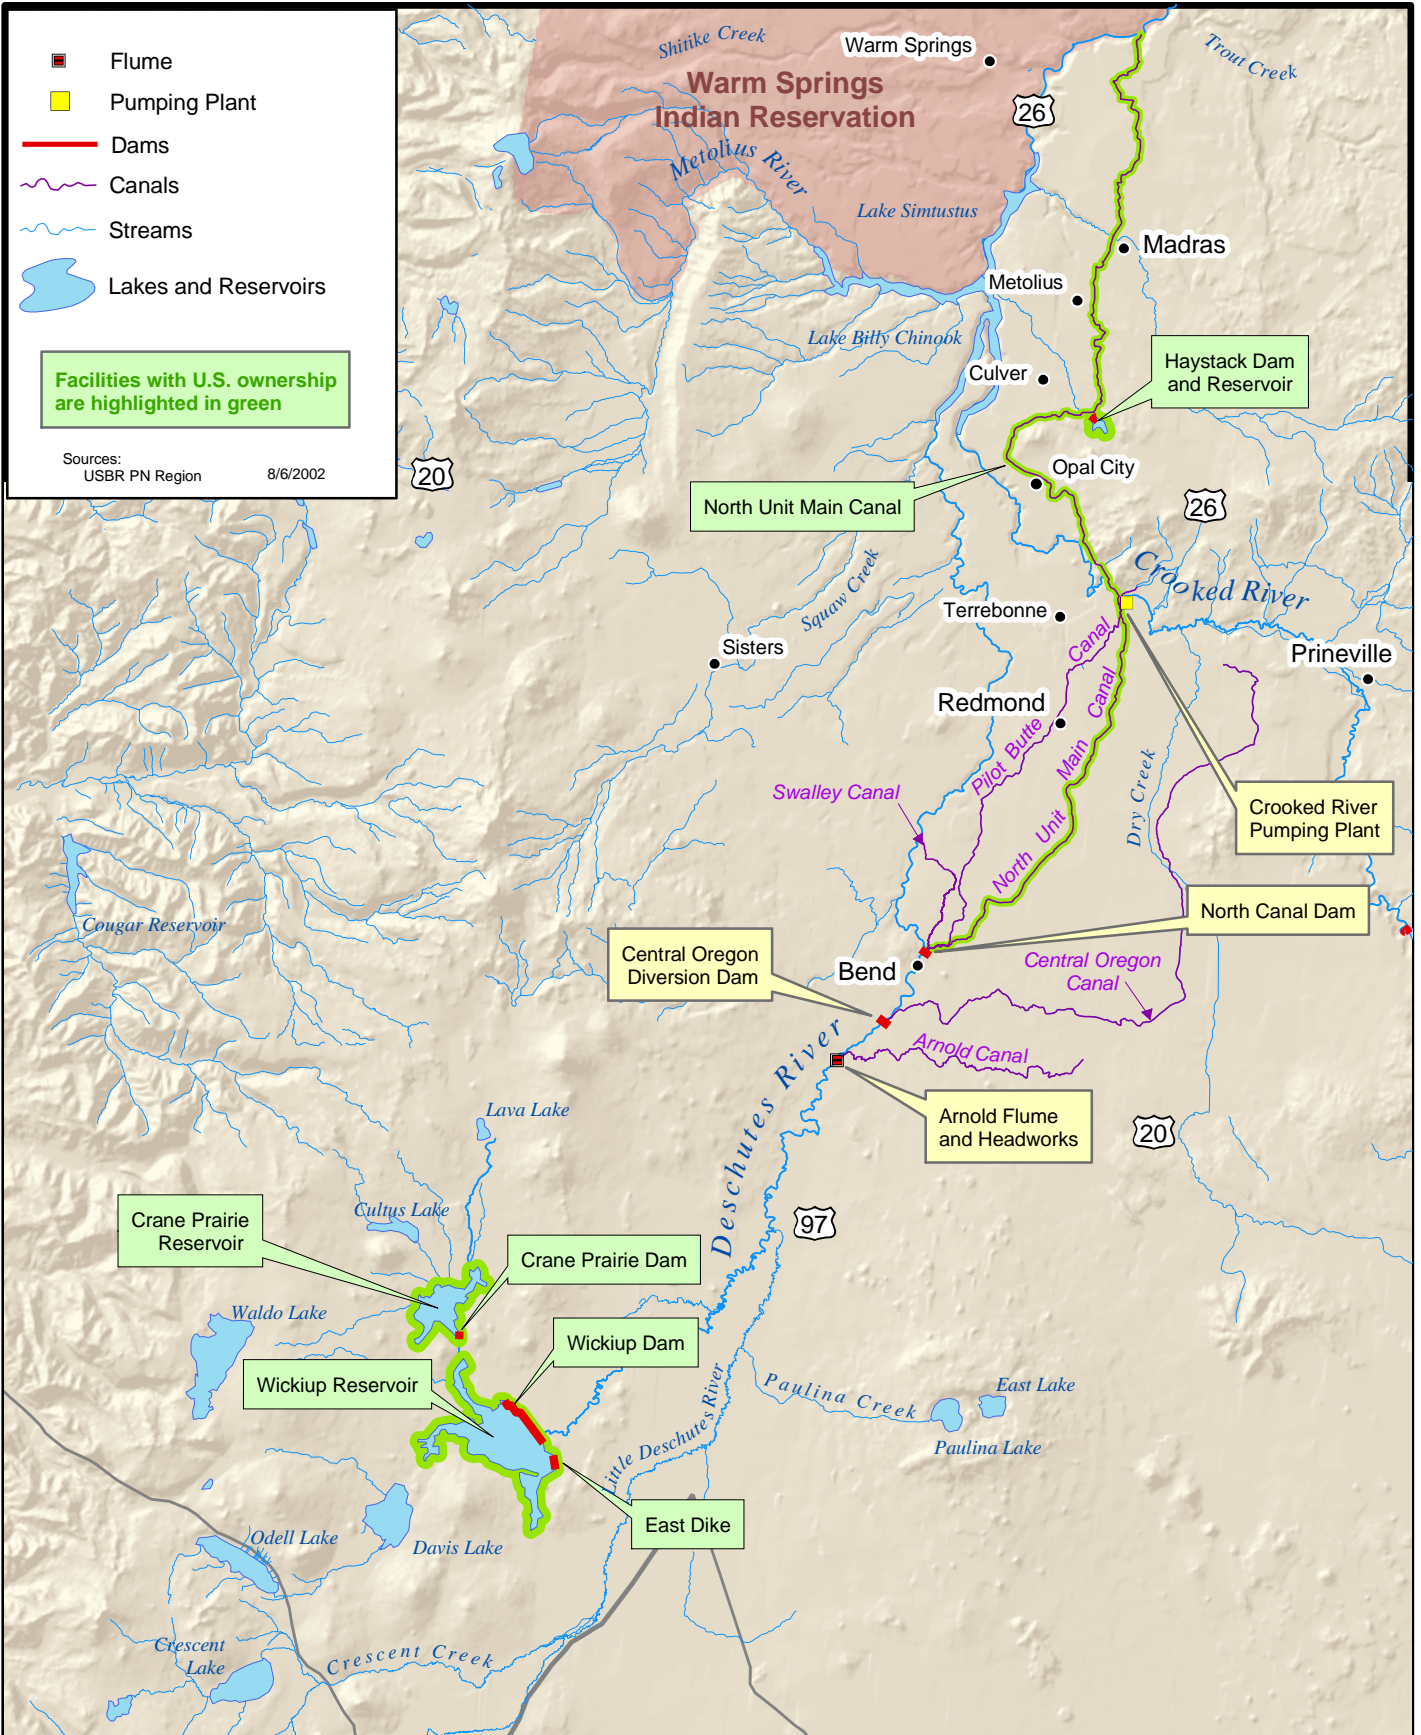 Flume
Pumping Plant
Dams
Canals
Streams
Lakes and Reservoirs
Facilities with U.S. ownership
are highlighted in green
Sources:
USBR PN Region 8/6/2002
Shitike Creek
Warm Springs
Trout Creek
Warm Springs
Indian Reservation
26
Metolius River
Lake Simtustus
Madras
Metolius
Lake Billy Chinook
Culver
Haystack Dam
and Reservoir
20
Opal City
North Unit Main Canal
26
Crooked River
Squaw Creek
Terrebonne
Sisters
Prineville
Redmond
Pilot Butte Canal
North Unit Main Canal
Swalley Canal
Dry Creek
Crooked River
Pumping Plant
Cougar Reservoir
North Canal Dam
Central Oregon
Diversion Dam
Bend
Central Oregon
Canal
Arnold Canal
Deschutes River
Arnold Flume
and Headworks
20
Lava Lake
Cultus Lake
Crane Prairie
Reservoir
97
Crane Prairie Dam
Waldo Lake
Wickiup Dam
Wickiup Reservoir
Little Deschutes River
Paulina Creek
East Lake
Paulina Lake
East Dike
Odell Lake
Davis Lake
Crescent
Lake
Crescent Creek